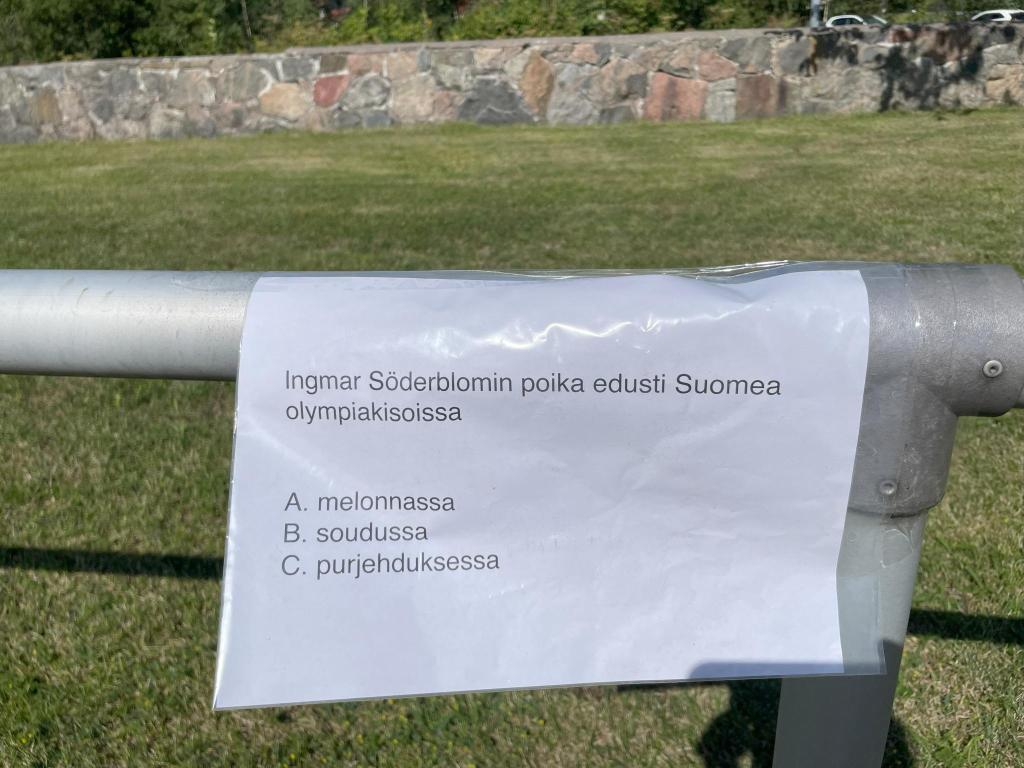 Ingmar Söderblomin poika edusti Suomea
olympiakisoissa
A. melonnassa
B. soudussa
C. purjehduksessa